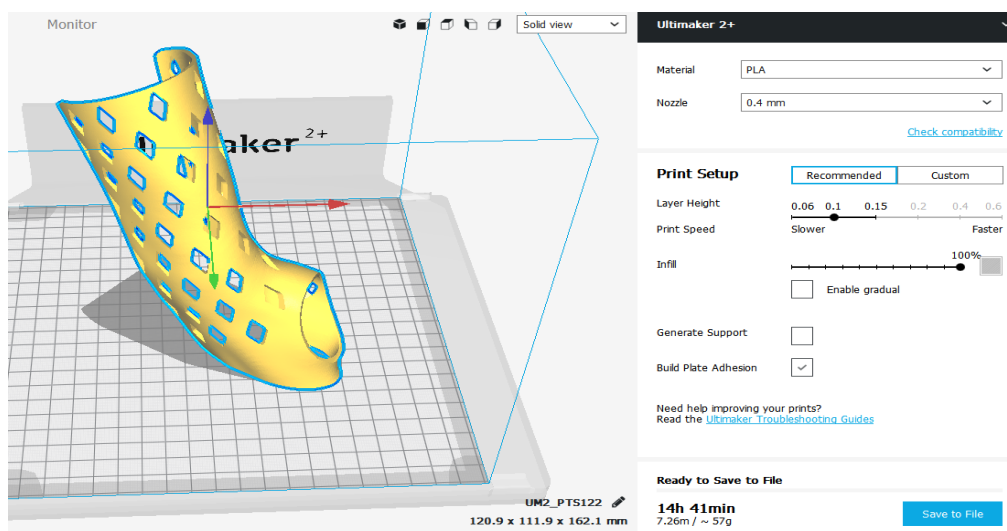 Monitor
Solid view
aker 2+
UM2_PTS122
120.9 x 111.9 x 162.1 mm
Ultimaker 2+
Material PLA
Nozzle 0.4 mm
Check compatibility
Print Setup Recommended Custom
Layer Height 0.06 0.1 0.15 0.2 0.4 0.6
Print Speed Slower Faster
100%
Infill
Enable gradual
Generate Support
Build Plate Adhesion
Need help improving your prints?
Read the Ultimaker Troubleshooting Guides
Ready to Save to File
14h 41min
7.26m / ~ 57g
Save to File